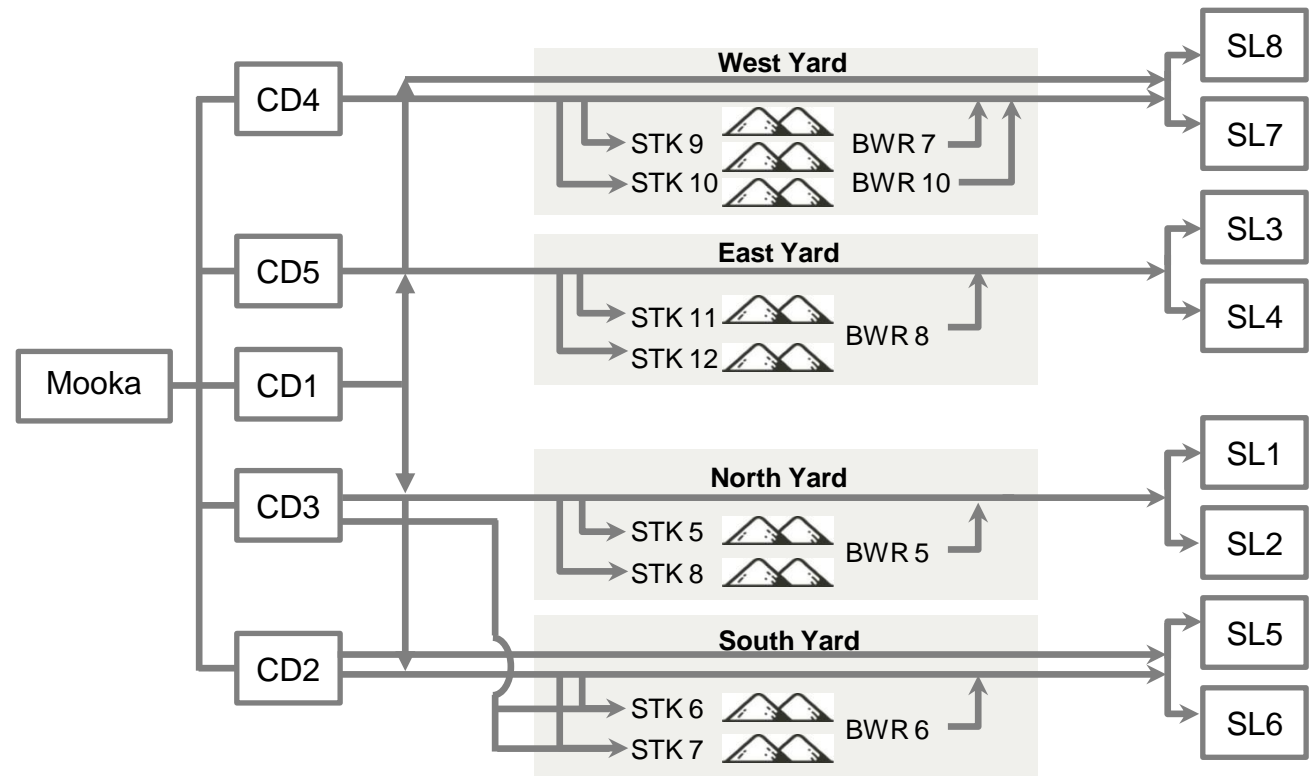 West Yard
SL8
CD4
STK 9
BWR 7
SL7
STK 10
BWR 10
East Yard
SL3
CD5
STK 11
BWR 8
SL4
STK 12
Mooka
CD1
North Yard
SL1
CD3
STK 5
BWR 5
SL2
STK 8
South Yard
SL5
CD2
STK 6
BWR 6
SL6
STK 7